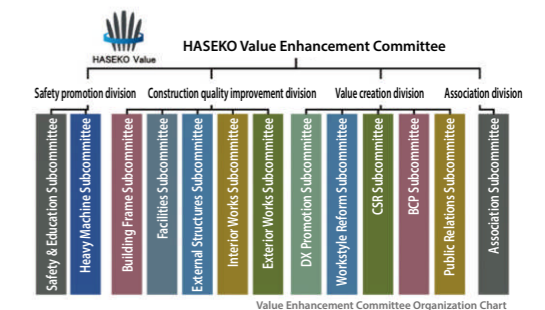 HASEKO Value
HASEKO Value Enhancement Committee
Safety promotion division
Construction quality improvement division
Value creation division
Association division
Safety & Education Subcommittee
Heavy Machine Subcommittee
Building Frame Subcommittee
Facilities Subcommittee
External Structures Subcommittee
Interior Works Subcommittee
Exterior Works Subcommittee
DX Promotion Subcommittee
Workstyle Reform Subcommittee
CSR Subcommittee
BCP Subcommittee
Public Relations Subcommittee
Association Subcommittee
Value Enhancement Committee Organization Chart